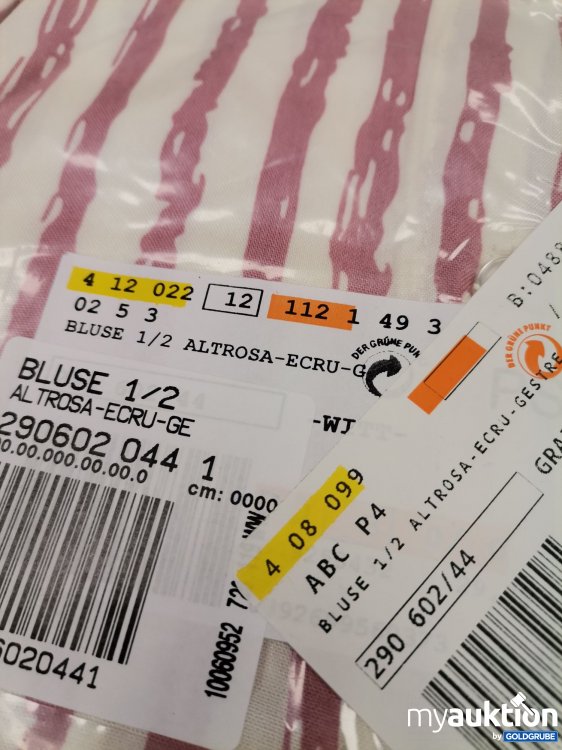 4 12 022 12 112 1 49 3
02 5 3
BLUSE 1/2 ALTROSA-ECRU-G
DER GRÜNE PUN
-WJ
BLUSE 1/2
ALTROSA-ECRU-GE
290602 044 1
00.00.000.00.00.0
cm: 0000
6020441
10060952
B:0488
DER GRÜNE PUNKT
4 08 099
ABC P4
BLUSE 1/2 ALTROSA-ECRU-GESTRE
290 602/44
GRA
myauktion
by GOLDGRUBE